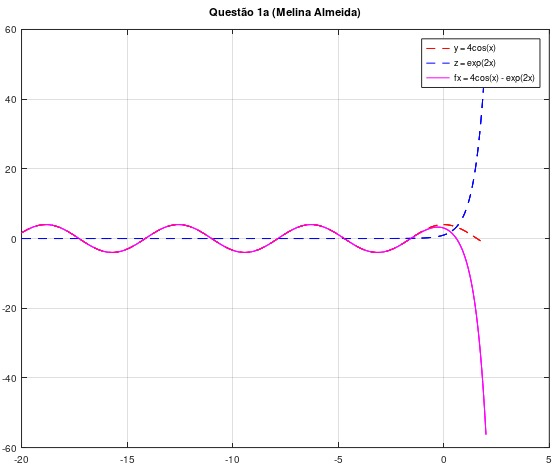 Questão 1a (Melina Almeida)
60
y = 4cos(x)
z = exp(2x)
fx = 4cos(x) - exp(2x)
40
20
0
-20
-40
-60
-20 -15 -10 -5 0 5